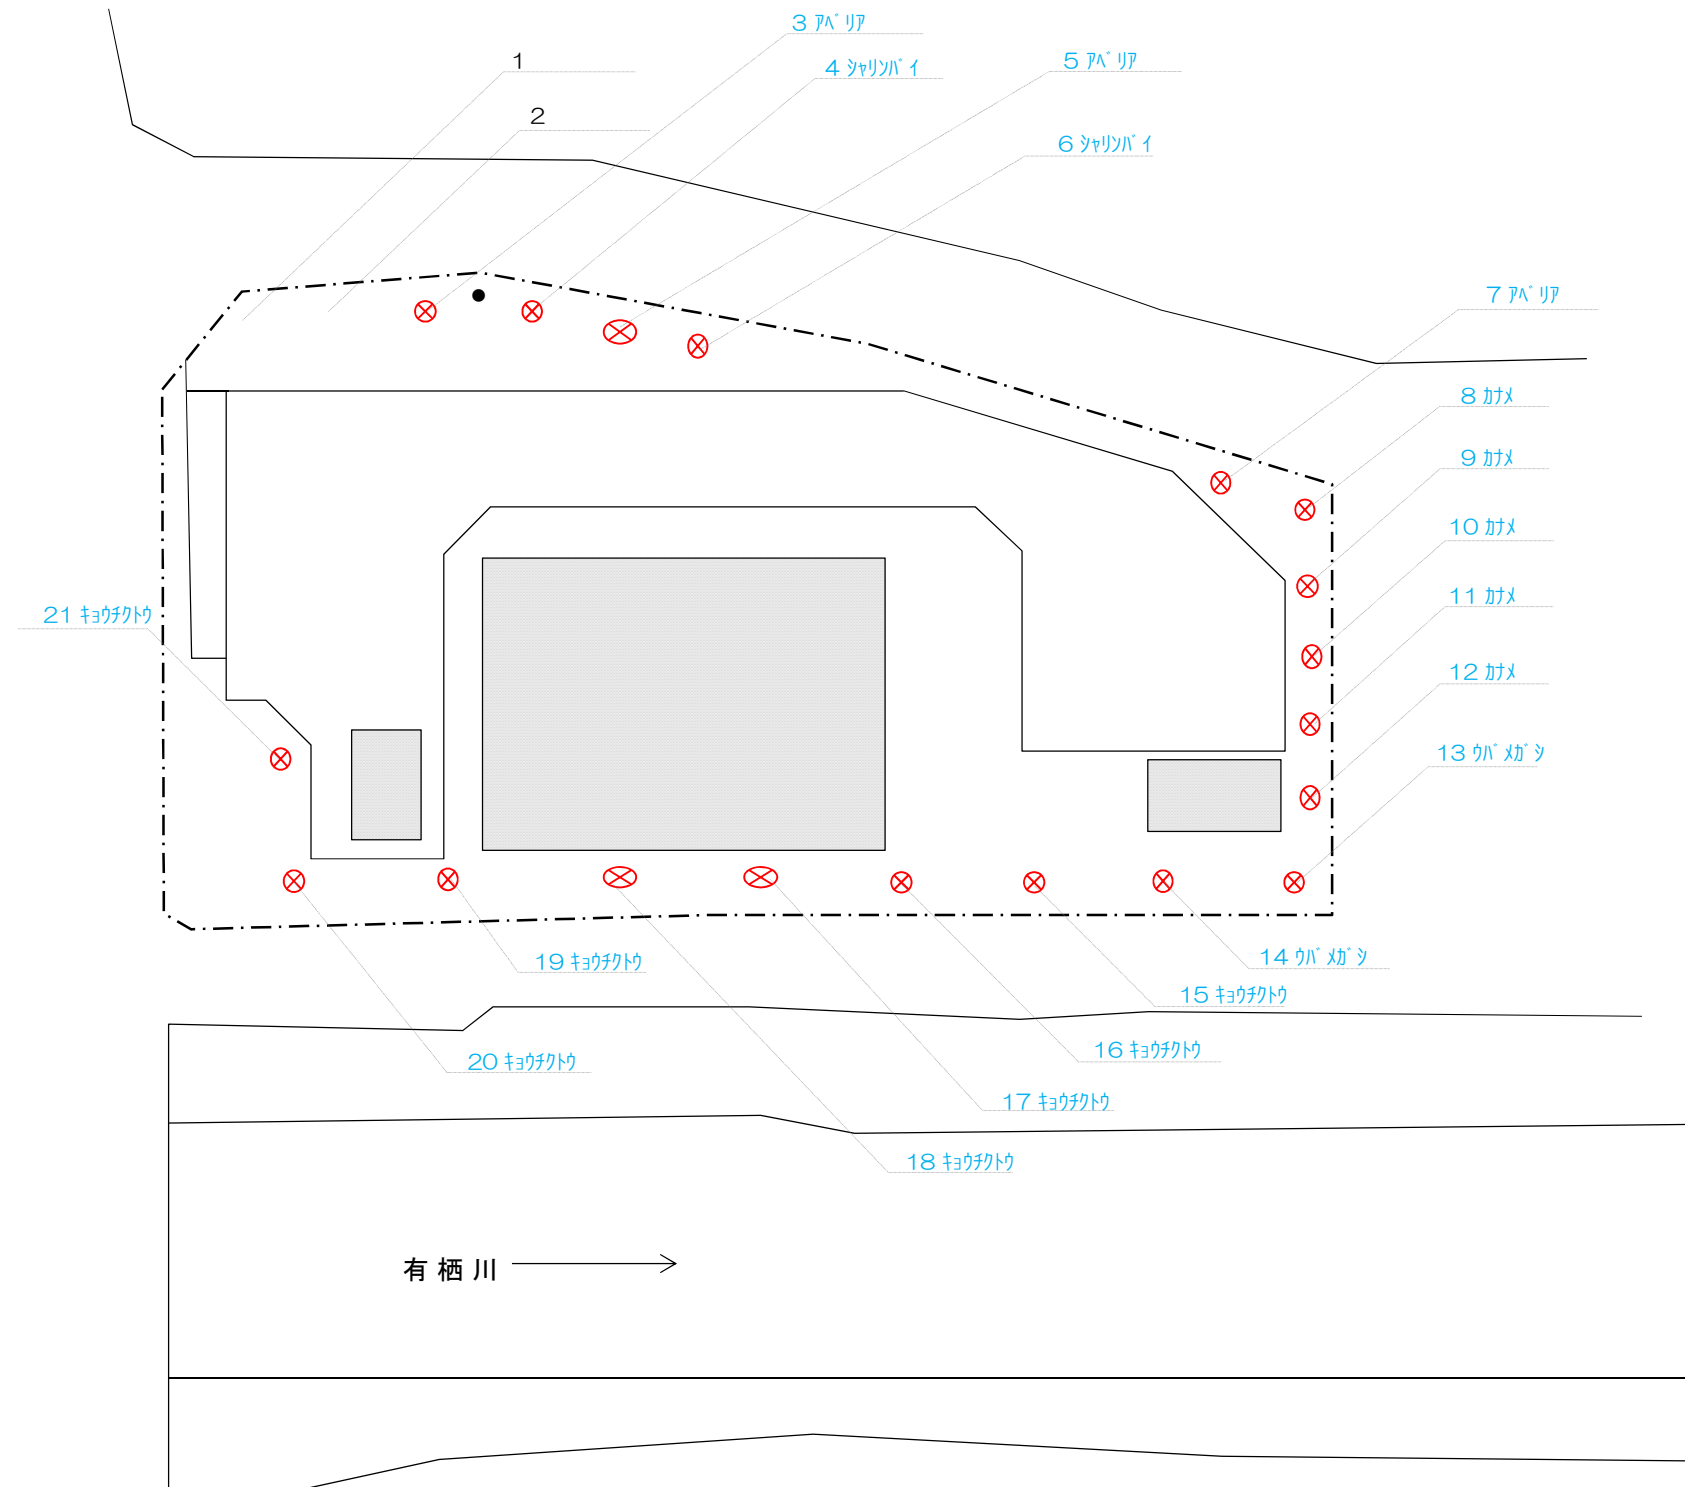 3 ｱﾍﾞﾘｱ
1
4 ｼｬﾘﾝﾊﾞｲ
5 ｱﾍﾞﾘｱ
2
6 ｼｬﾘﾝﾊﾞｲ
7 ｱﾍﾞﾘｱ
8 ｶﾅﾒ
9 ｶﾅﾒ
10 ｶﾅﾒ
11 ｶﾅﾒ
21 ｷｮｳﾁｸﾄｳ
12 ｶﾅﾒ
13 ｳﾊﾞﾒｶﾞｼ
14 ｳﾊﾞﾒｶﾞｼ
19 ｷｮｳﾁｸﾄｳ
15 ｷｮｳﾁｸﾄｳ
16 ｷｮｳﾁｸﾄｳ
20 ｷｮｳﾁｸﾄｳ
17 ｷｮｳﾁｸﾄｳ
18 ｷｮｳﾁｸﾄｳ
有栖川